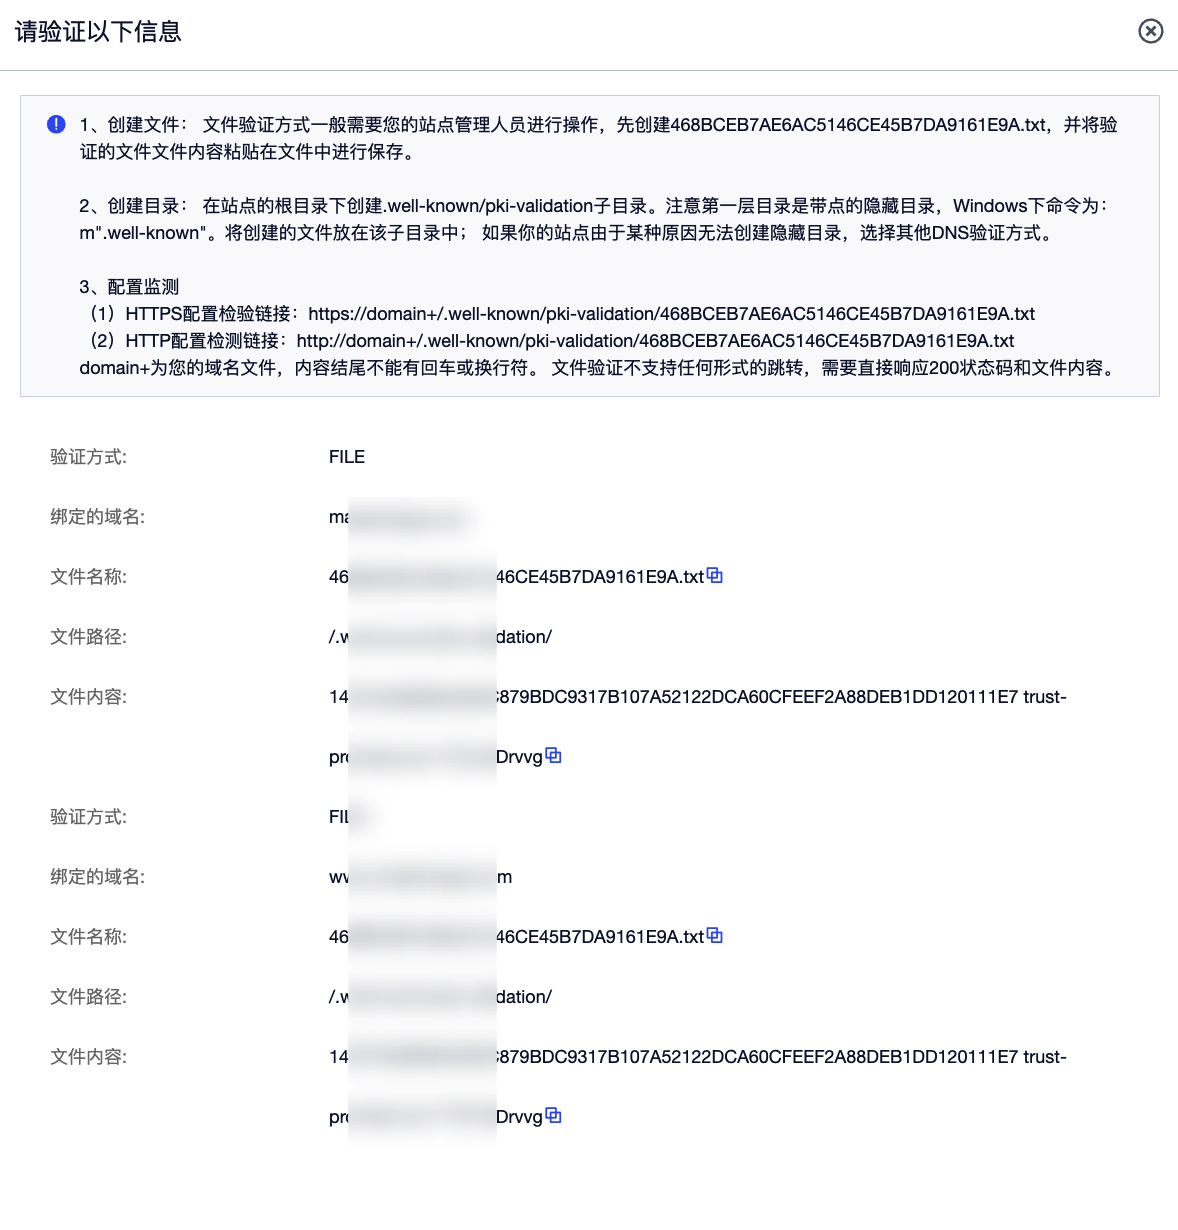 请验证以下信息
1、创建文件： 文件验证方式一般需要您的站点管理人员进行操作，先创建468BCEB7AE6AC5146CE45B7DA9161E9A.txt，并将验
证的文件文件内容粘贴在文件中进行保存。
2、创建目录： 在站点的根目录下创建.well-known/pki-validation子目录。注意第一层目录是带点的隐藏目录，Windows下命令为：
m".well-known"。将创建的文件放在该子目录中； 如果你的站点由于某种原因无法创建隐藏目录，选择其他DNS验证方式。
3、配置监测
（1）HTTPS配置检验链接：https://domain+/.well-known/pki-validation/468BCEB7AE6AC5146CE45B7DA9161E9A.txt
（2）HTTP配置检测链接：http://domain+/.well-known/pki-validation/468BCEB7AE6AC5146CE45B7DA9161E9A.txt
domain+为您的域名文件，内容结尾不能有回车或换行符。 文件验证不支持任何形式的跳转，需要直接响应200状态码和文件内容。
验证方式: FILE
绑定的域名: ma
文件名称: 46 46CE45B7DA9161E9A.txt
文件路径: /.w dation/
文件内容: 14 879BDC9317B107A52122DCA60CFEEF2A88DEB1DD120111E7 trust-
pro Drvvg
验证方式: FIL
绑定的域名: ww m
文件名称: 46 46CE45B7DA9161E9A.txt
文件路径: /.w dation/
文件内容: 14 879BDC9317B107A52122DCA60CFEEF2A88DEB1DD120111E7 trust-
pro Drvvg